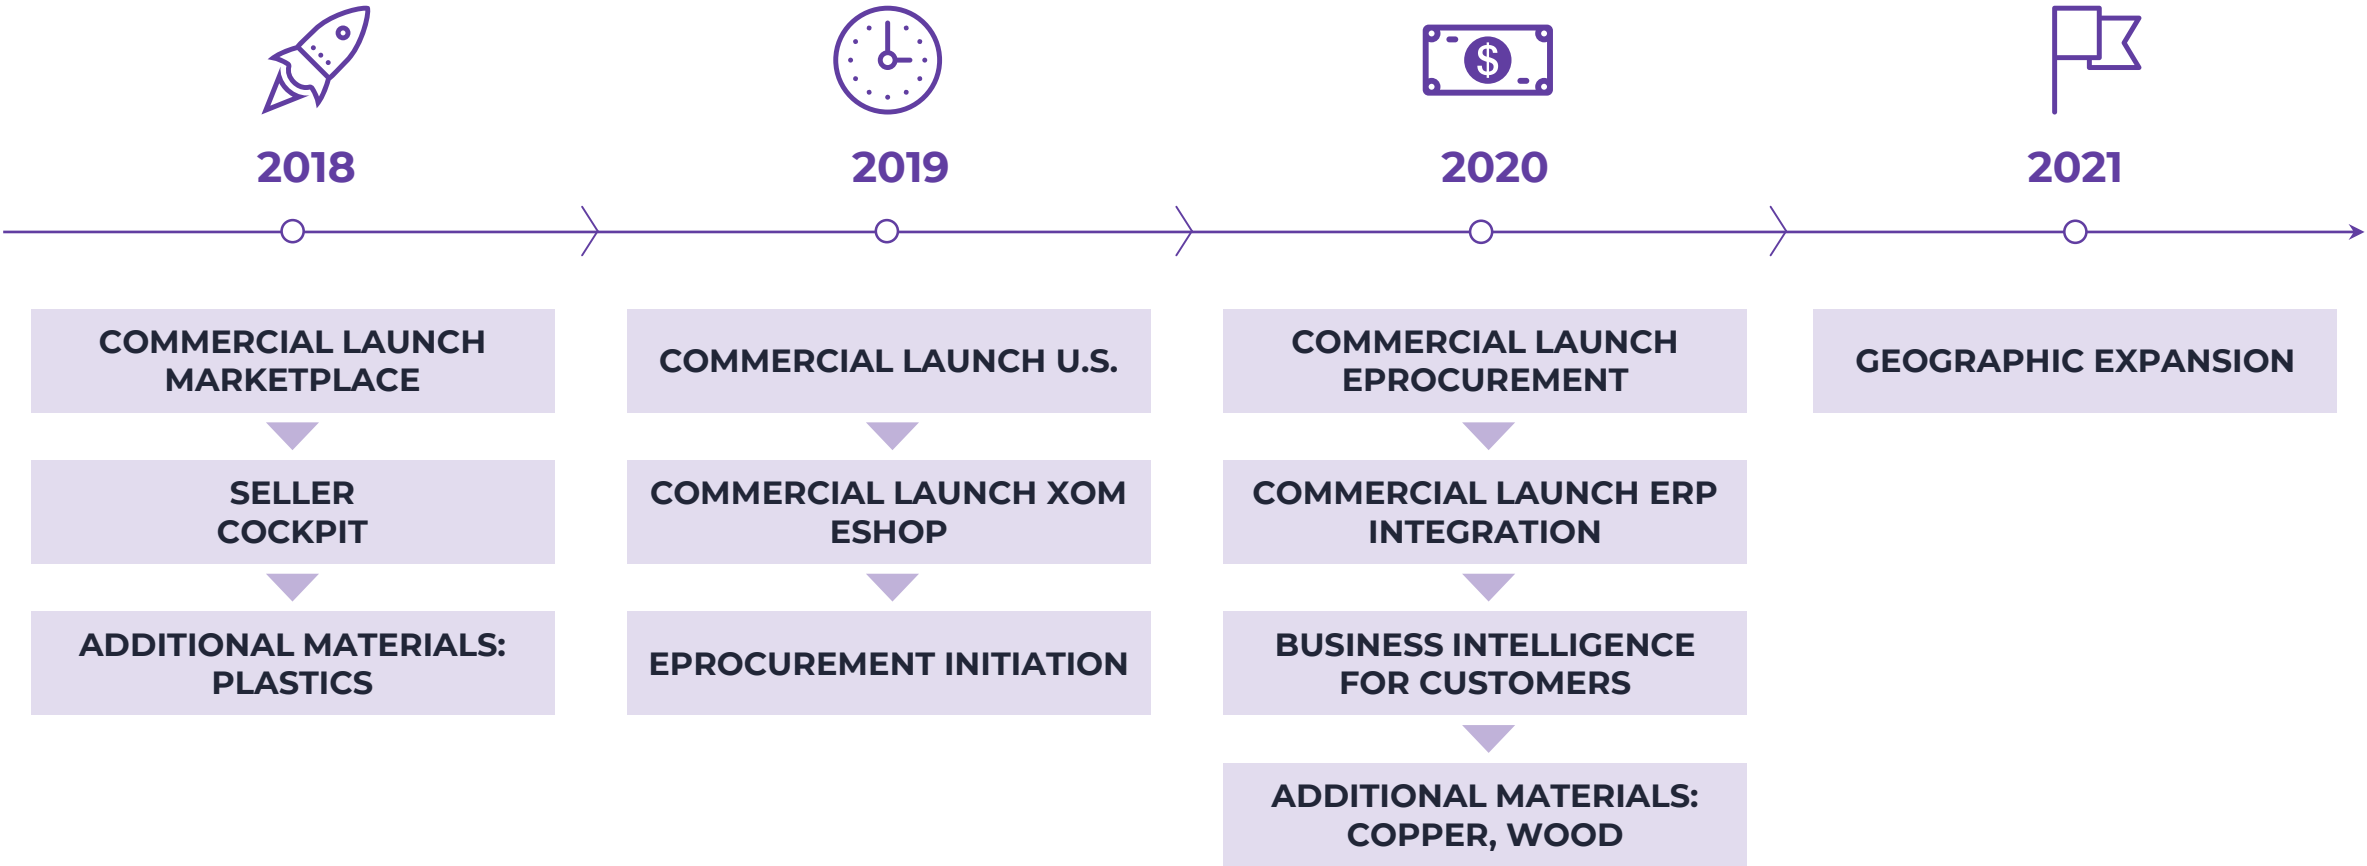 $
2018
2019
2020
2021
COMMERCIAL LAUNCH
MARKETPLACE
SELLER
COCKPIT
ADDITIONAL MATERIALS:
PLASTICS
COMMERCIAL LAUNCH U.S.
COMMERCIAL LAUNCH XOM
ESHOP
EPROCUREMENT INITIATION
COMMERCIAL LAUNCH
EPROCUREMENT
COMMERCIAL LAUNCH ERP
INTEGRATION
BUSINESS INTELLIGENCE
FOR CUSTOMERS
ADDITIONAL MATERIALS:
COPPER, WOOD
GEOGRAPHIC EXPANSION